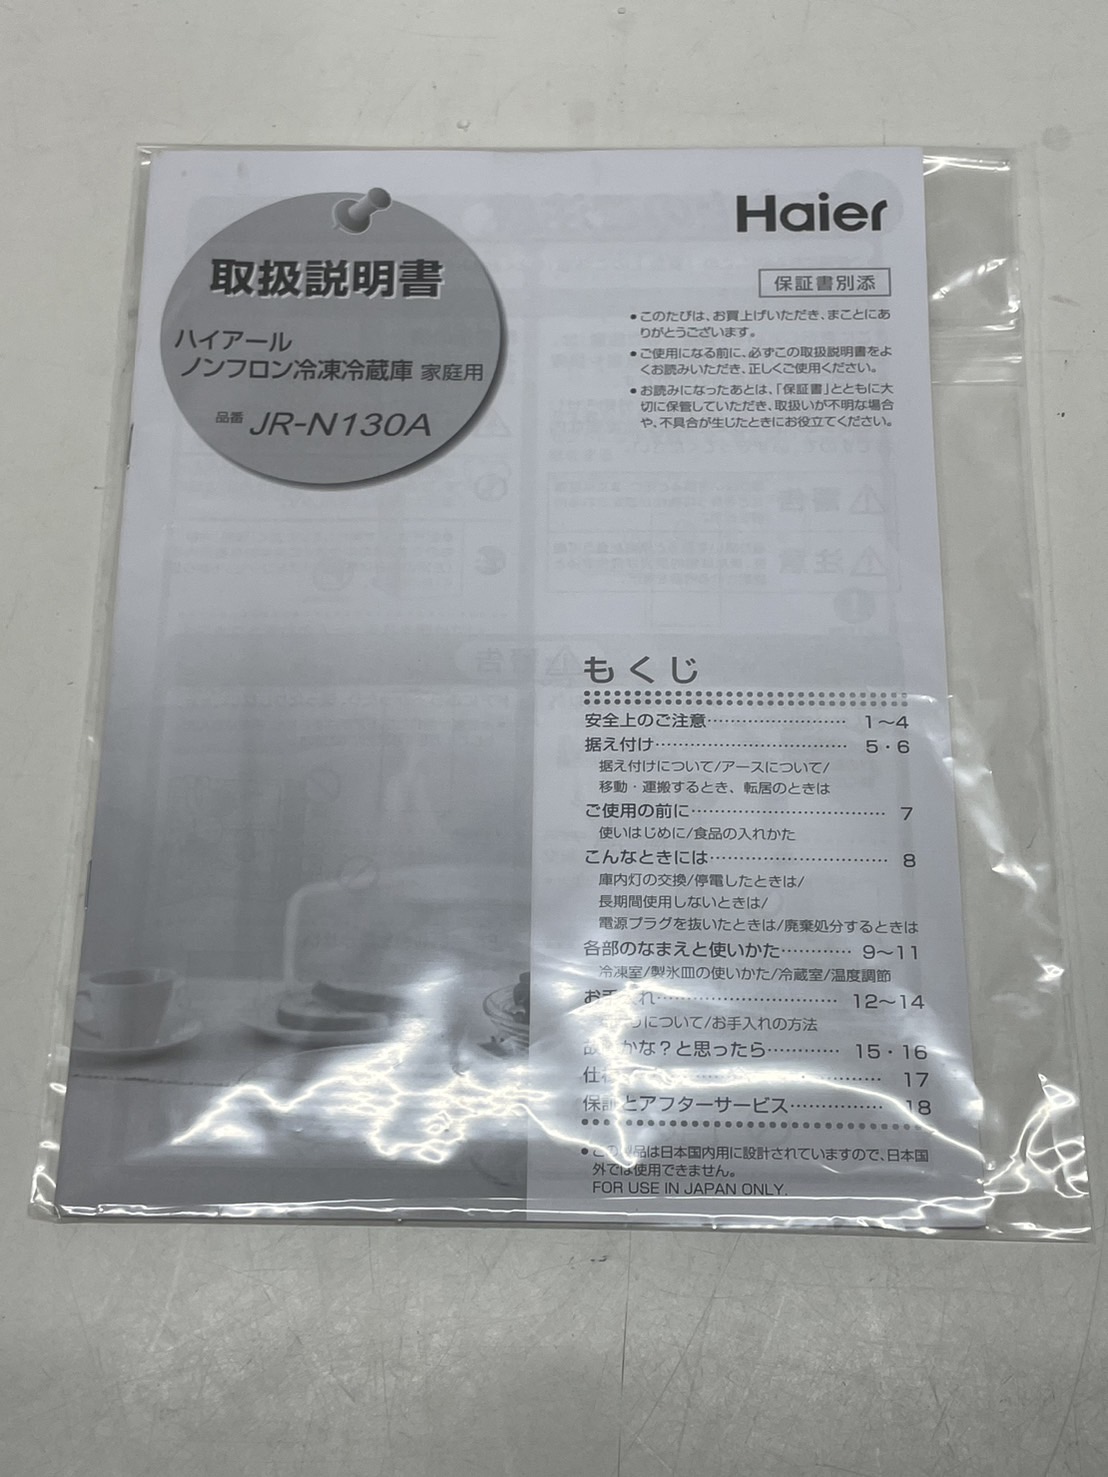 Haier
取扱説明書
ハイアール
ノンフロン冷凍冷蔵庫 家庭用
品番 JR-N130A
保証書別添
●このたびは、お買上げいただき、まことにあ
りがとうございます。
●ご使用になる前に、必ずこの取扱説明書をよ
くお読みいただき、正しくご使用ください。
●お読みになったあとは、「保証書」とともに大
切に保管していただき、取扱いが不明な場合
や、不具合が生じたときにお役立てください。
もくじ
安全上のご注意 1〜4
据え付け 5・6
据え付けについて/アースについて/
移動・運搬するとき、転居のときは
ご使用の前に 7
使いはじめに/食品の入れかた
こんなときには 8
庫内灯の交換/停電したときは/
長期間使用しないときは/
電源プラグを抜いたときは/廃棄処分するときは
各部のなまえと使いかた 9〜11
冷凍室/製氷皿の使いかた/冷蔵室/温度調節
お手入れ 12〜14
について/お手入れの方法
かな?と思ったら 15・16
仕 17
保証とアフターサービス 18
●この 品は日本国内用に設計されていますので、日本国
外では使用できません。
FOR USE IN JAPAN ONLY.